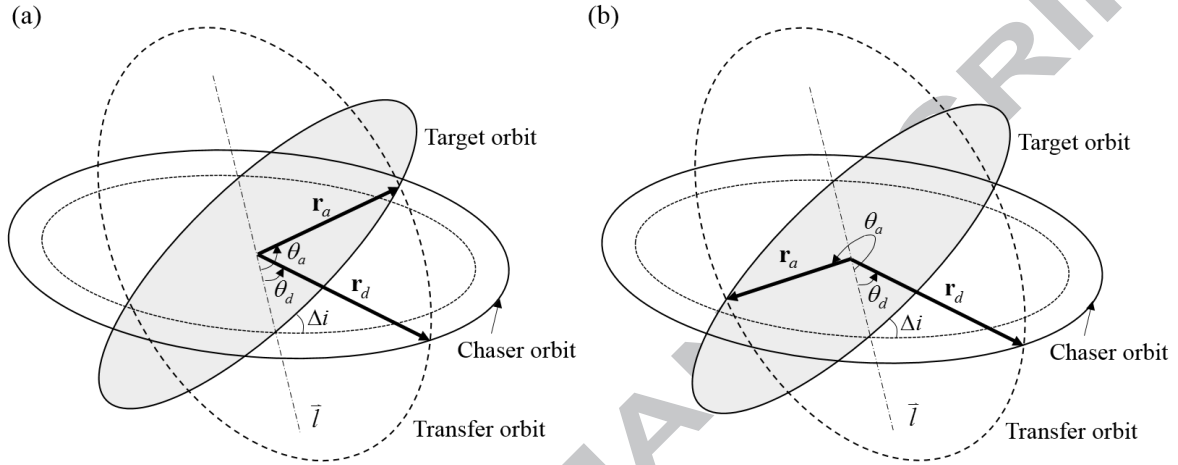 (a)
Target orbit
r_a
θ_a
θ_d
r_d
Δi
Chaser orbit
l⃗
Transfer orbit
(b)
Target orbit
θ_a
r_a
θ_d
r_d
Δi
Chaser orbit
l⃗
Transfer orbit